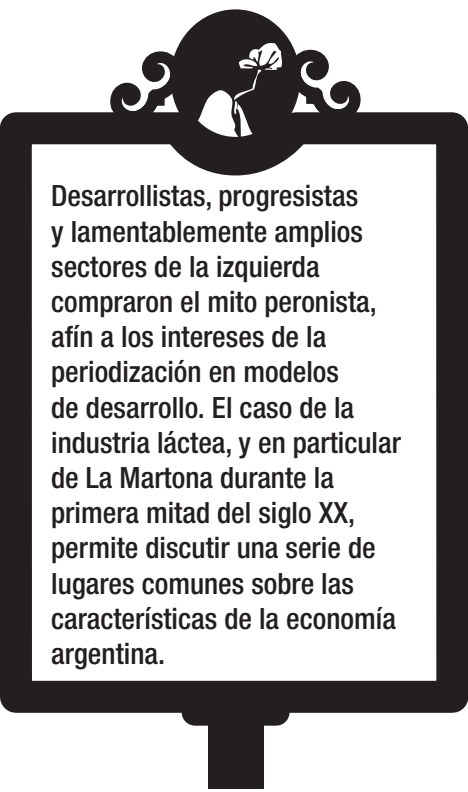 Desarrollistas, progresistas
y lamentablemente amplios
sectores de la izquierda
compraron el mito peronista,
afín a los intereses de la
periodización en modelos
de desarrollo. El caso de la
industria láctea, y en particular
de La Martona durante la
primera mitad del siglo XX,
permite discutir una serie de
lugares comunes sobre las
características de la economía
argentina.